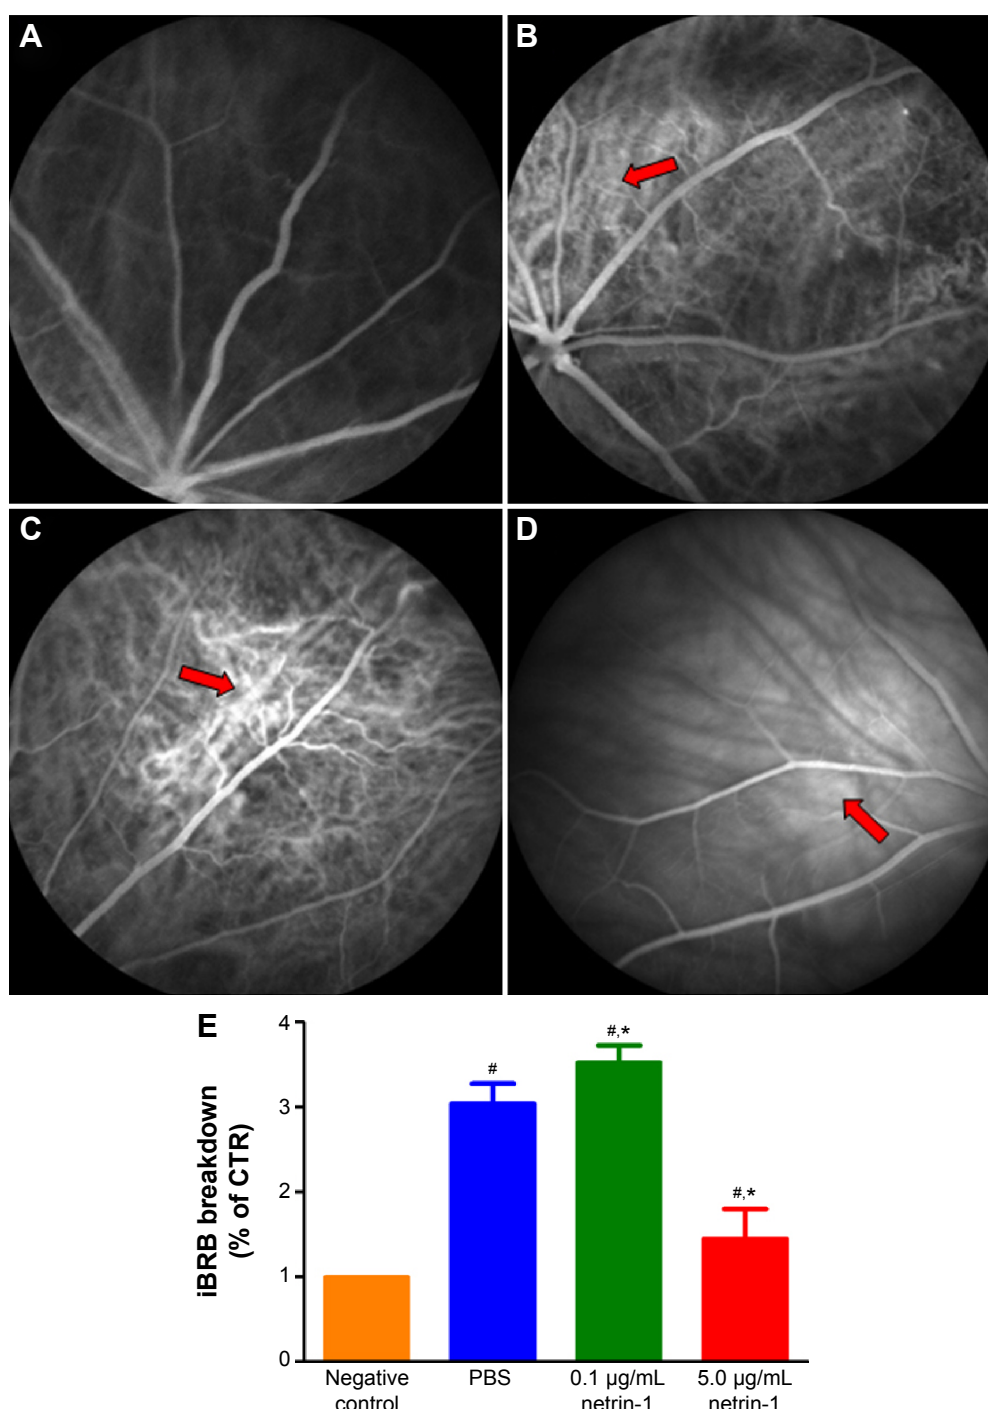 A
B
C
D
E
iBRB breakdown
(% of CTR)
4
3
2
1
0
#
#,*
#,*
Negative
control
PBS
0.1 µg/mL
netrin-1
5.0 µg/mL
netrin-1